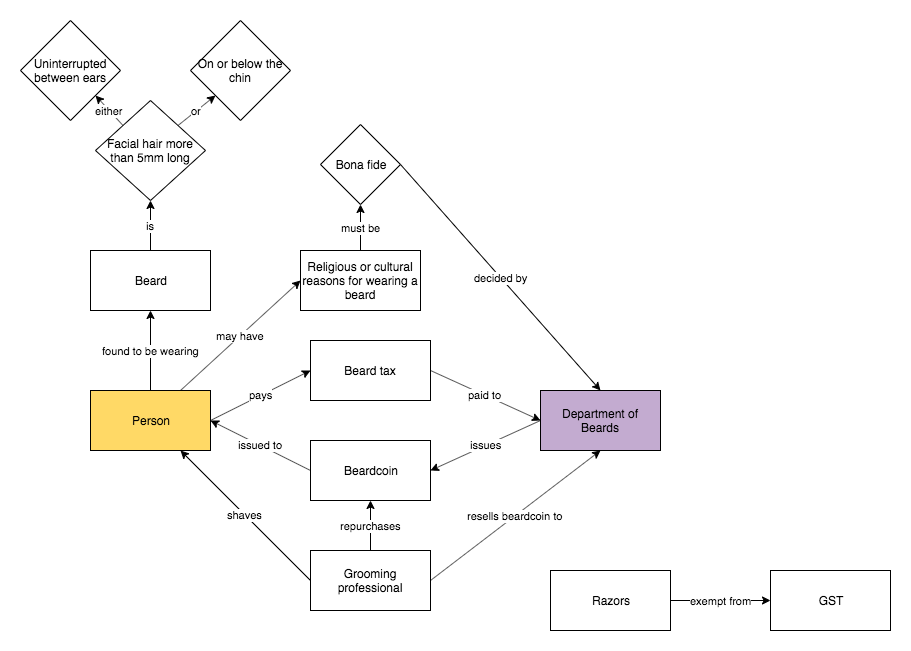 Uninterrupted
between ears
On or below the
chin
either
or
Facial hair more
than 5mm long
Bona fide
is
must be
Beard
Religious or cultural
reasons for wearing a
beard
decided by
may have
found to be wearing
Beard tax
pays
paid to
Person
Department of
Beards
issued to
issues
Beardcoin
shaves
repurchases
resells beardcoin to
Grooming
professional
Razors
exempt from
GST